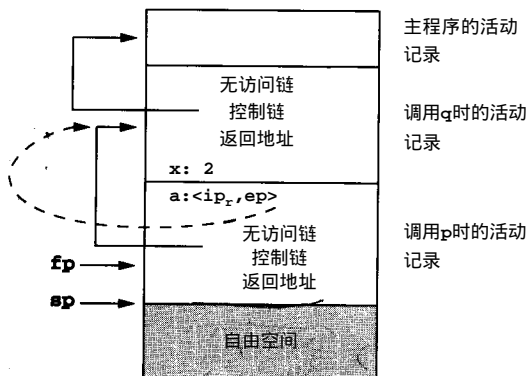 主程序的活动
记录
无访问链
控制链
返回地址
x: 2
调用q时的活动
记录
a:<ipr,ep>
无访问链
控制链
返回地址
调用p时的活动
记录
fp
sp
自由空间